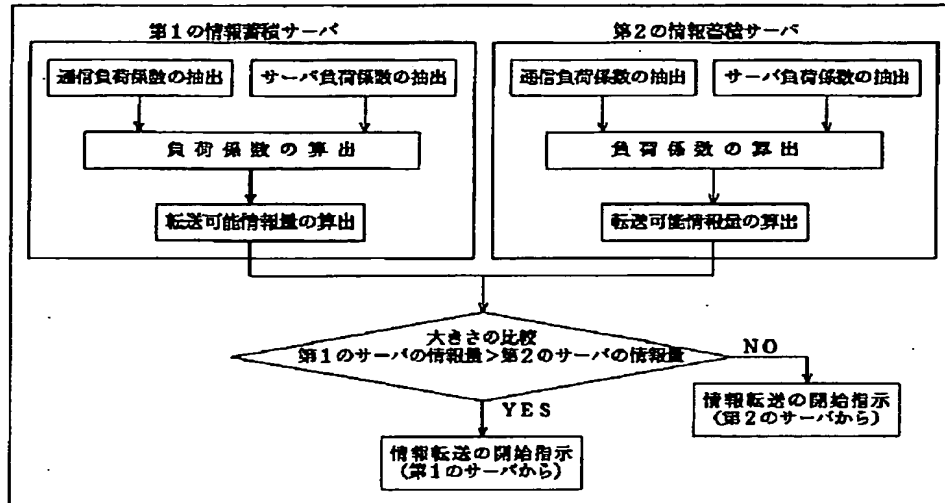 第1の情報蓄積サーバ
通信負荷係数の抽出
サーバ負荷係数の抽出
負荷係数の算出
転送可能情報量の算出
第2の情報蓄積サーバ
通信負荷係数の抽出
サーバ負荷係数の抽出
負荷係数の算出
転送可能情報量の算出
大きさの比較
第1のサーバの情報量>第2のサーバの情報量
NO
情報転送の開始指示
(第2のサーバから)
YES
情報転送の開始指示
(第1のサーバから)